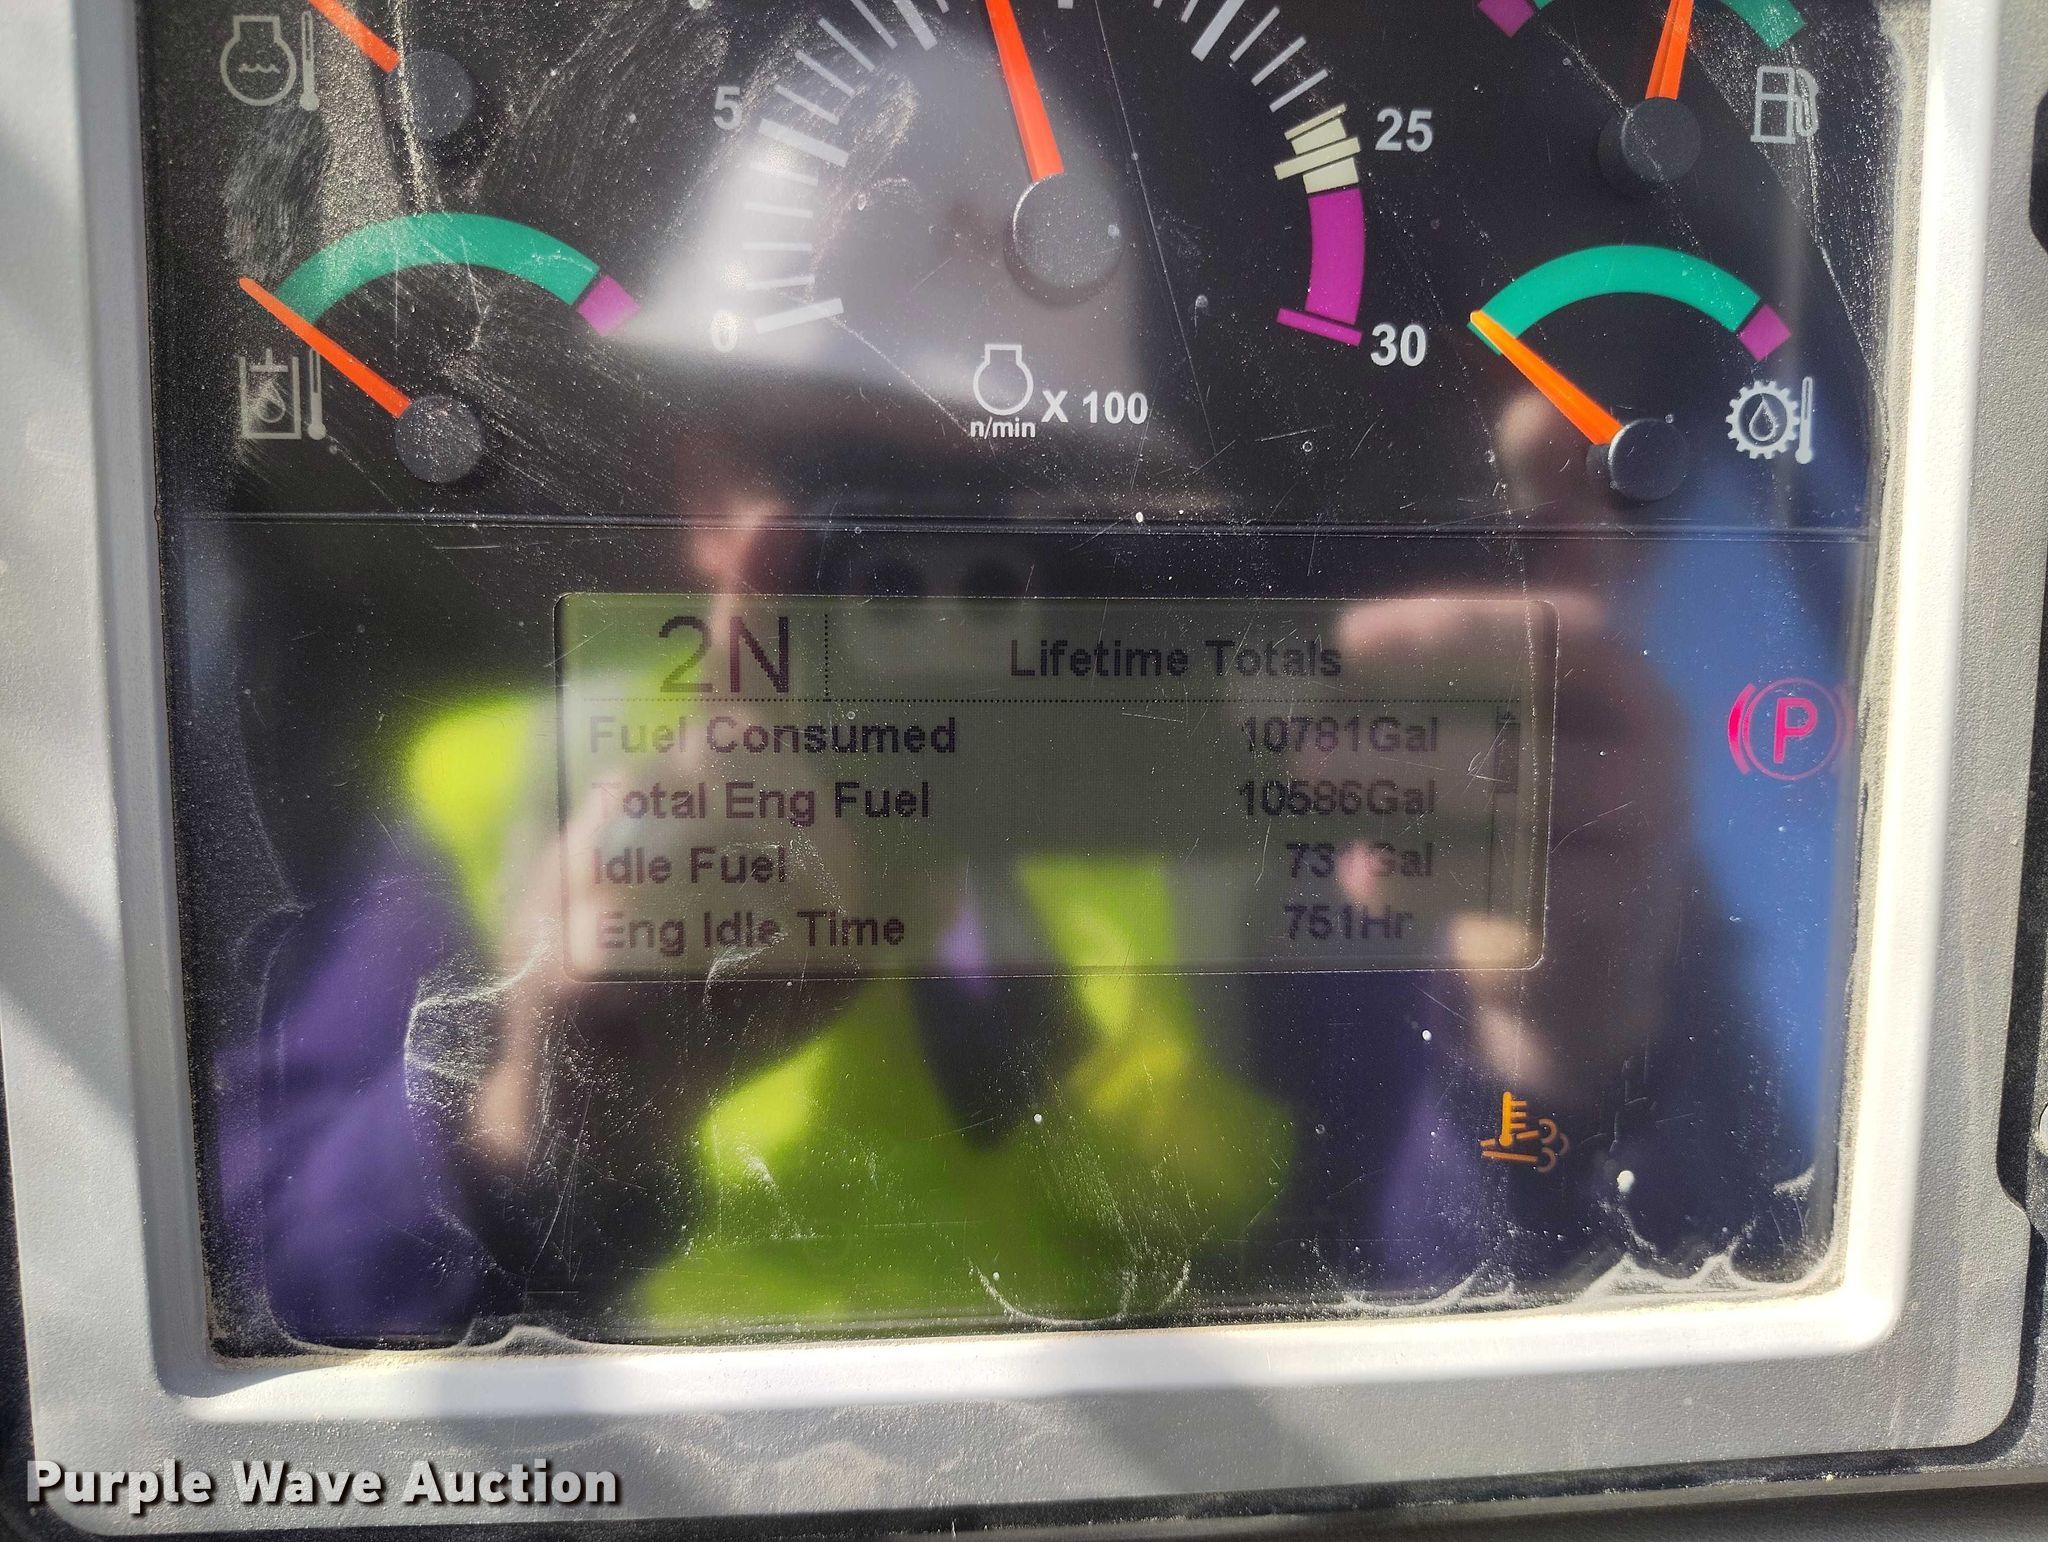 5
25
0
30
X 100
n/min
2N
Lifetime Totals
Fuel Consumed 10781Gal
Total Eng Fuel 10586Gal
Idle Fuel Gal
Eng Idle Time 751Hr
P
Purple Wave Auction